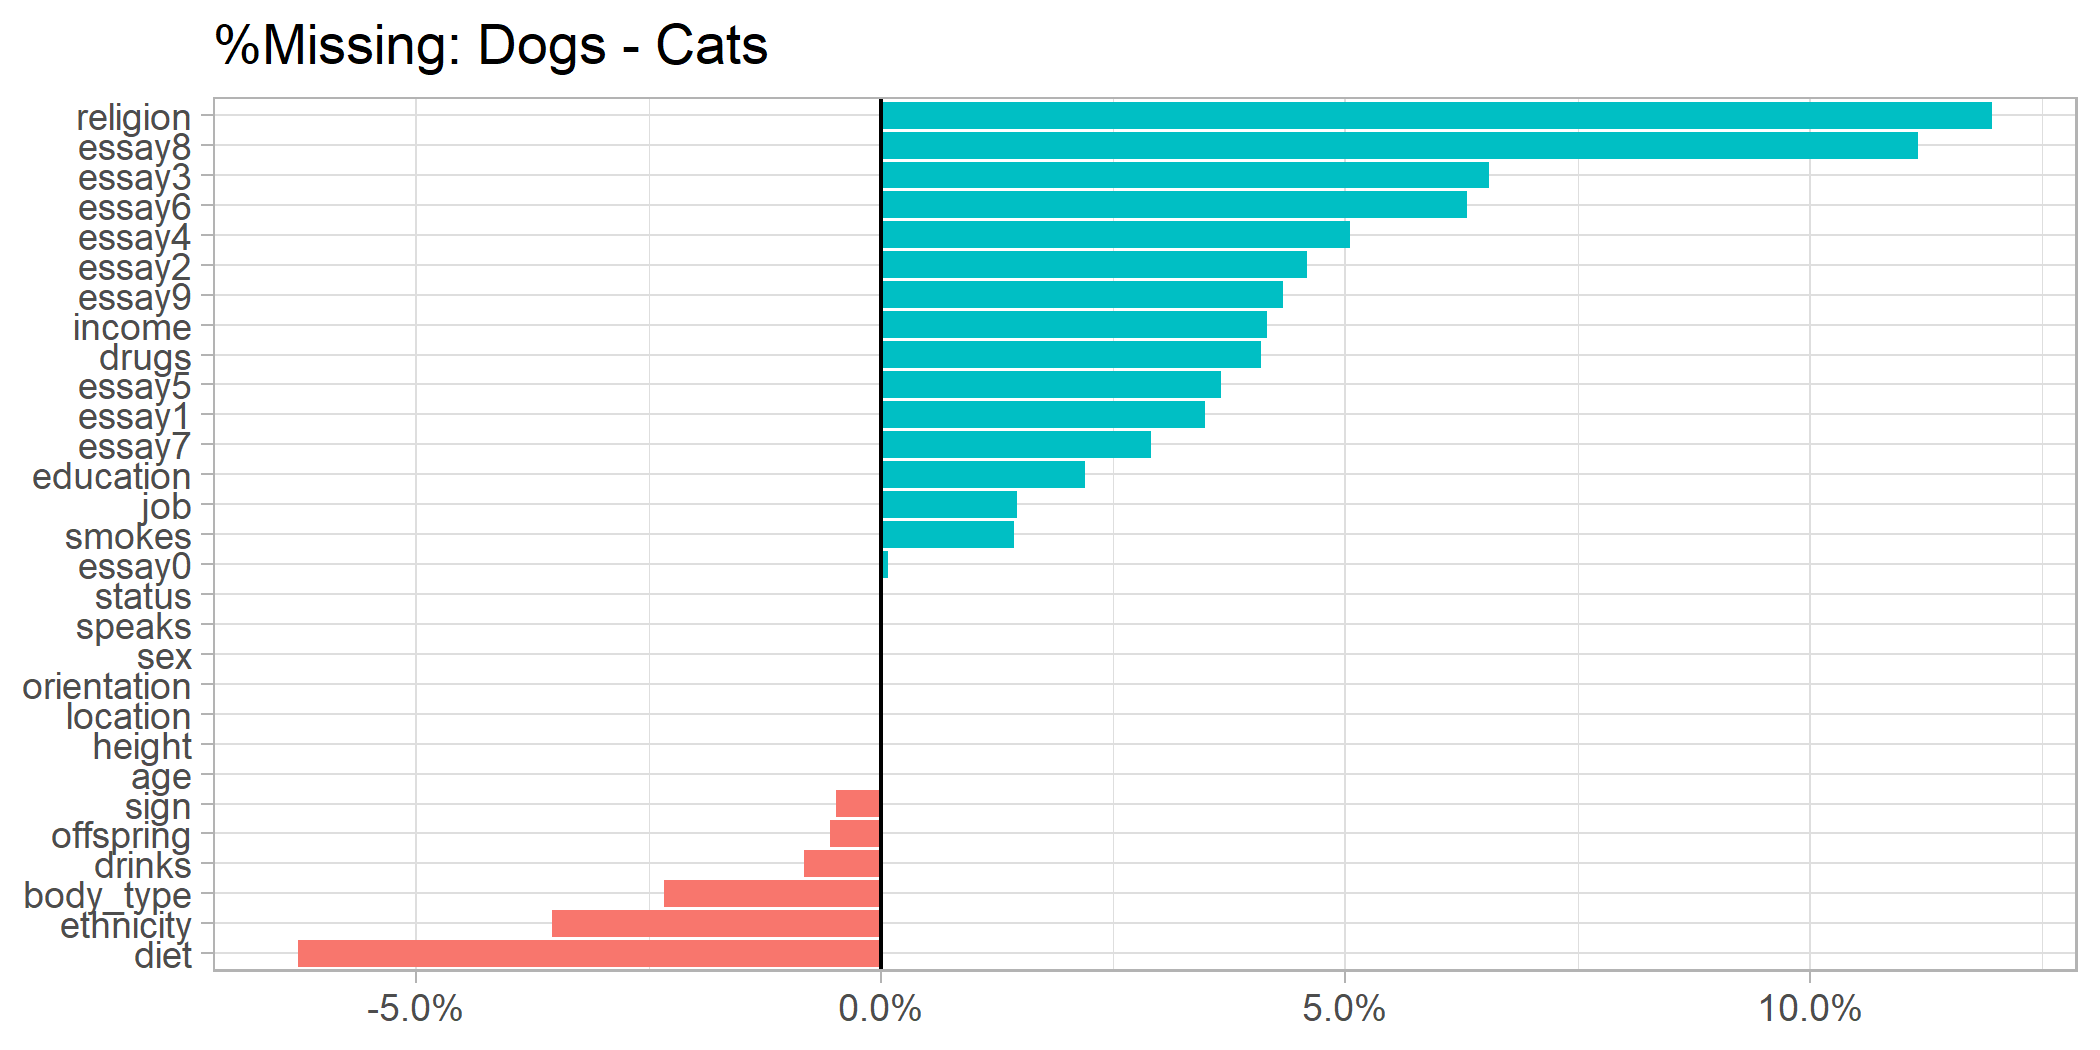 %Missing: Dogs - Cats
religion
essay8
essay3
essay6
essay4
essay2
essay9
income
drugs
essay5
essay1
essay7
education
job
smokes
essay0
status
speaks
sex
orientation
location
height
age
sign
offspring
drinks
body_type
ethnicity
diet
-5.0% 0.0% 5.0% 10.0%